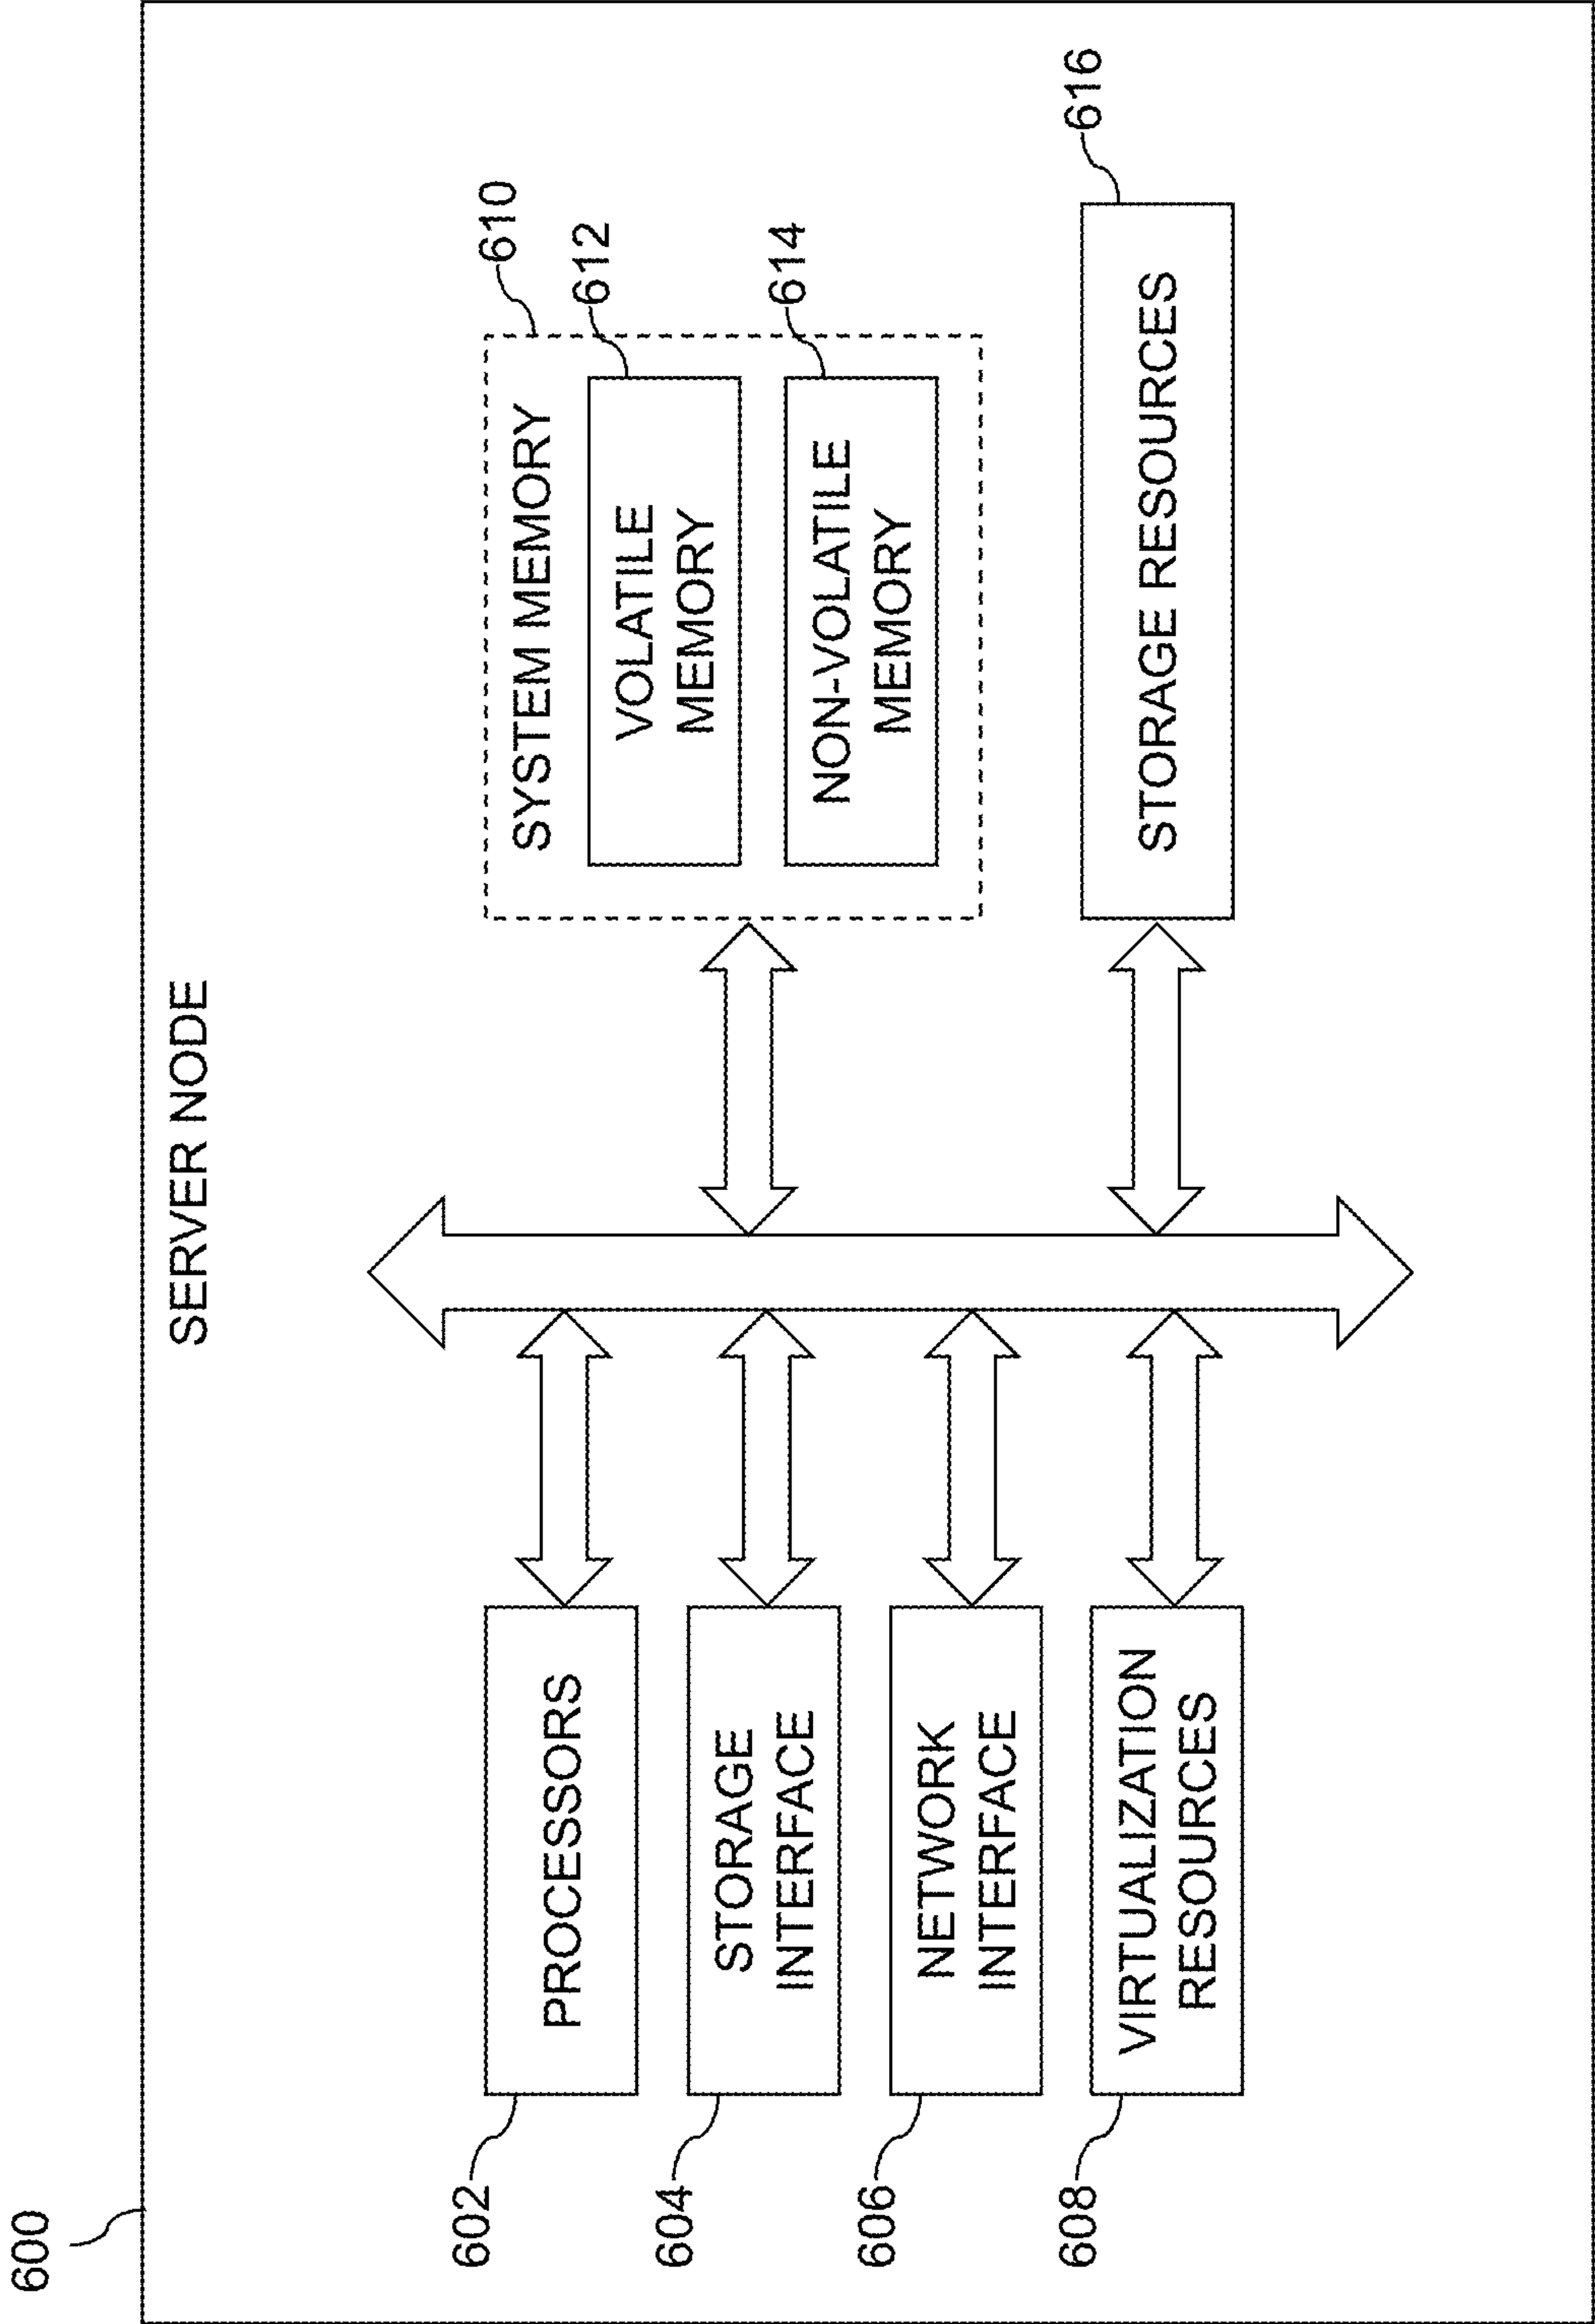 600
SERVER NODE
602
PROCESSORS
604
STORAGE
INTERFACE
606
NETWORK
INTERFACE
608
VIRTUALIZATION
RESOURCES
610
SYSTEM MEMORY
612
VOLATILE
MEMORY
614
NON-VOLATILE
MEMORY
616
STORAGE RESOURCES